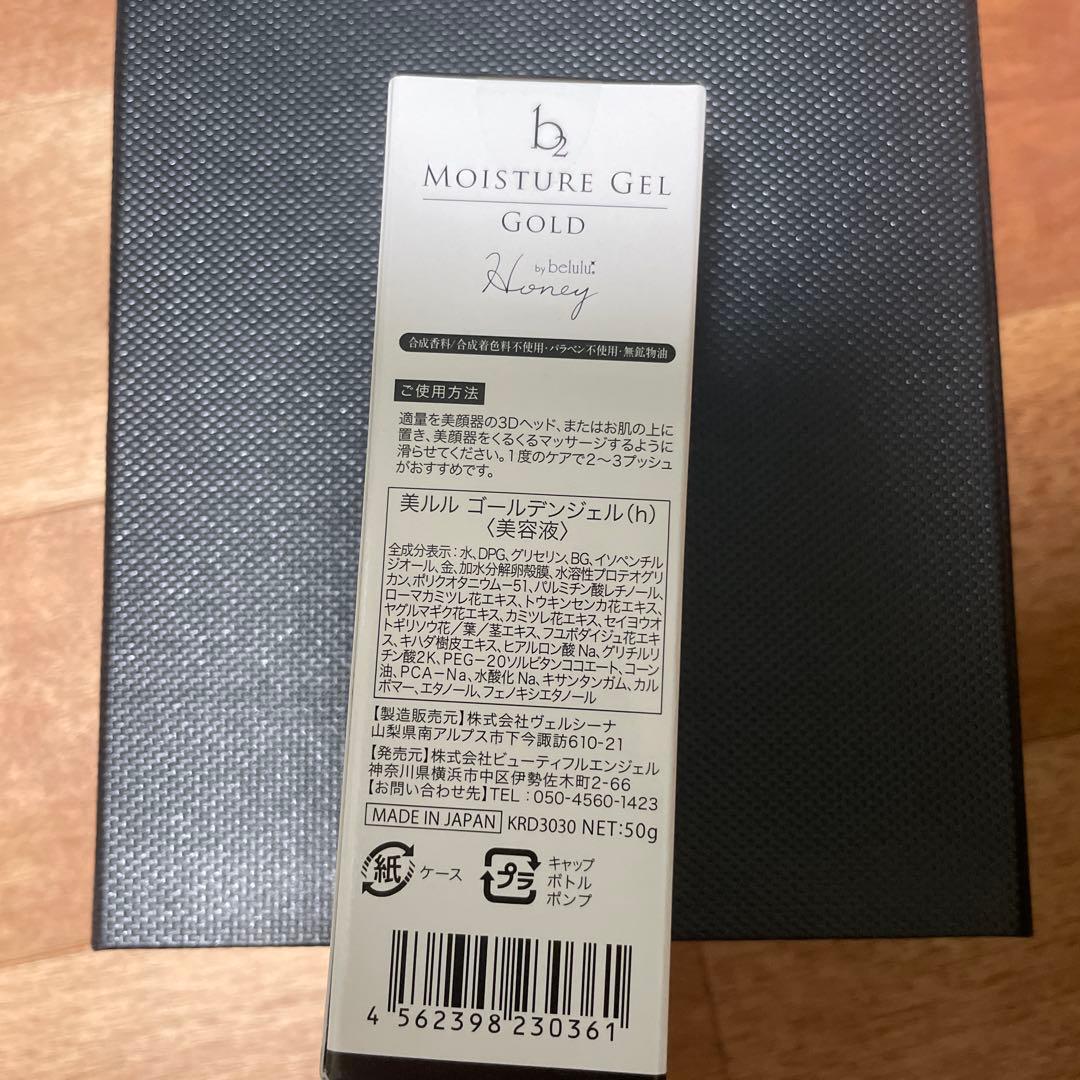 b2
MOISTURE GEL
GOLD
by belulu
Honey
合成香料/合成着色料不使用・パラベン不使用・無鉱物油
ご使用方法
適量を美顔器の3Dヘッド、またはお肌の上に
置き、美顔器をくるくるマッサージするように
滑らせてください。1度のケアで2〜3プッシュ
がおすすめです。
美ルル ゴールデンジェル(h)
〈美容液〉
全成分表示:水、DPG、グリセリン、BG、イソペンチル
ジオール、金、加水分解卵殻膜、水溶性プロテオグリ
カン、ポリクオタニウムー51、パルミチン酸レチノール、
ローマカミツレ花エキス、トウキンセンカ花エキス、
ヤグルマギク花エキス、カミツレ花エキス、セイヨウオ
トギリソウ花/葉/茎エキス、フユボダイジュ花エキ
ス、キハダ樹皮エキス、ヒアルロン酸Na、グリチルリ
チン酸2K、PEG-20ソルビタンココエート、コーン
油、PCA-Na、水酸化Na、キサンタンガム、カル
ボマー、エタノール、フェノキシエタノール
【製造販売元】株式会社ヴェルシーナ
山梨県南アルプス市下今諏訪610-21
【発売元】株式会社ビューティフルエンジェル
神奈川県横浜市中区伊勢佐木町2-66
【お問い合わせ先】TEL:050-4560-1423
MADE IN JAPAN KRD3030 NET:50g
紙 ケース プラ キャップ
ボトル
ポンプ
4 562398 230361